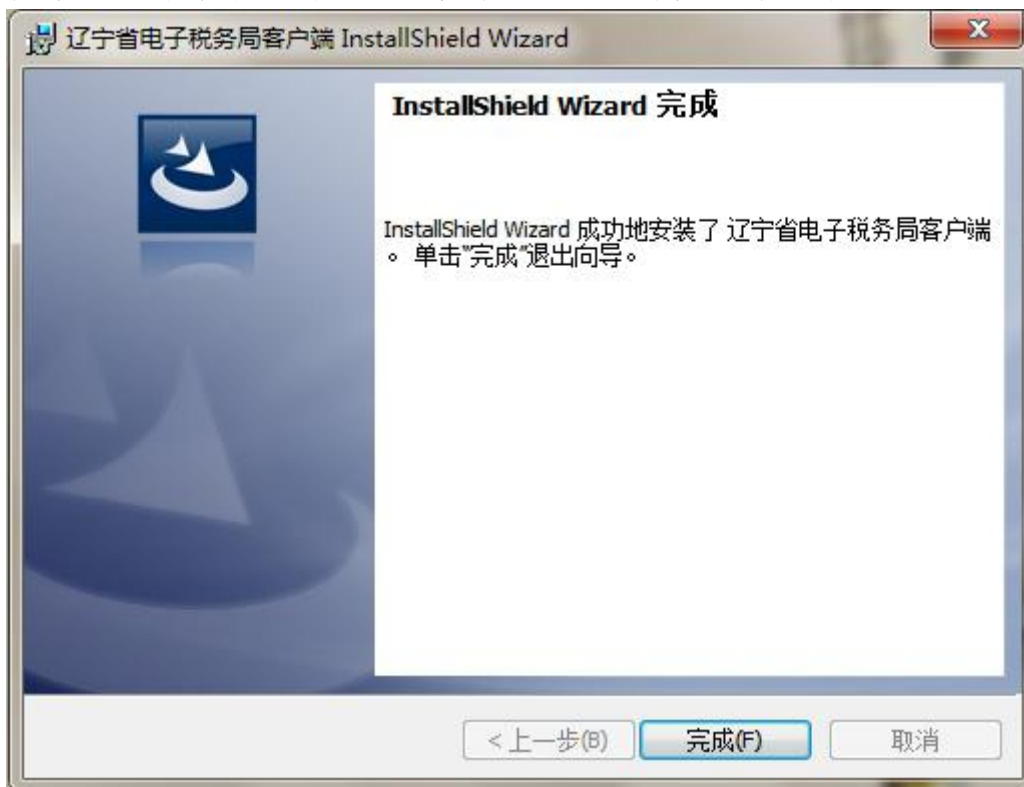 辽宁省电子税务局客户端 InstallShield Wizard
InstallShield Wizard 完成
InstallShield Wizard 成功地安装了 辽宁省电子税务局客户端
。 单击"完成"退出向导。
< 上一步(B) 完成(F) 取消